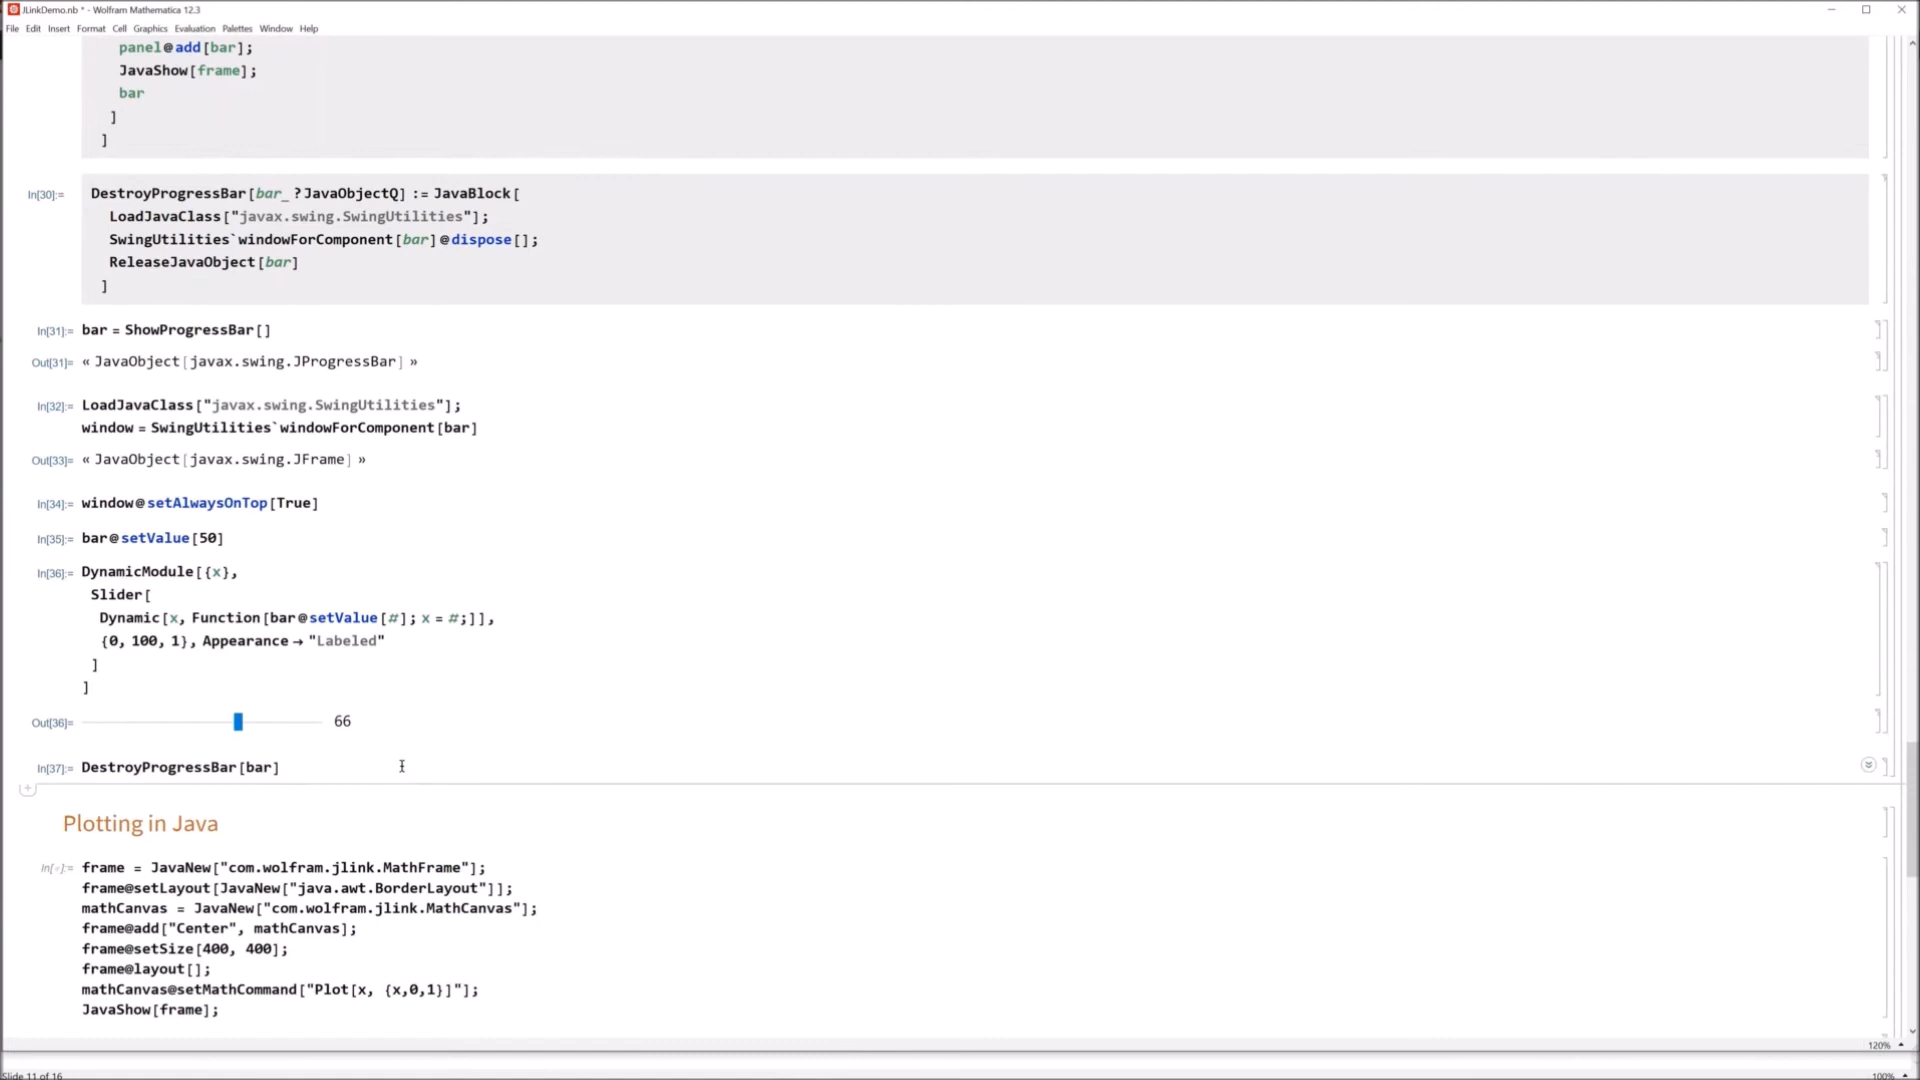 JLinkDemo.nb * - Wolfram Mathematica 12.3
File Edit Insert Format Cell Graphics Evaluation Palettes Window Help
panel@add[bar];
JavaShow[frame];
bar
]
]
In[30]:= DestroyProgressBar[bar_?JavaObjectQ] := JavaBlock[
LoadJavaClass["javax.swing.SwingUtilities"];
SwingUtilities`windowForComponent[bar]@dispose[];
ReleaseJavaObject[bar]
]
In[31]:= bar = ShowProgressBar[]
Out[31]= « JavaObject[javax.swing.JProgressBar] »
In[32]:= LoadJavaClass["javax.swing.SwingUtilities"];
window = SwingUtilities`windowForComponent[bar]
Out[33]= « JavaObject[javax.swing.JFrame] »
In[34]:= window@setAlwaysOnTop[True]
In[35]:= bar@setValue[50]
In[36]:= DynamicModule[{x},
Slider[
Dynamic[x, Function[bar@setValue[#]; x = #;]],
{0, 100, 1}, Appearance → "Labeled"
]
]
Out[36]= 66
In[37]:= DestroyProgressBar[bar]
Plotting in Java
In[◦]:= frame = JavaNew["com.wolfram.jlink.MathFrame"];
frame@setLayout[JavaNew["java.awt.BorderLayout"]];
mathCanvas = JavaNew["com.wolfram.jlink.MathCanvas"];
frame@add["Center", mathCanvas];
frame@setSize[400, 400];
frame@layout[];
mathCanvas@setMathCommand["Plot[x, {x,0,1}]"];
JavaShow[frame];
120%
Slide 11 of 16
100%